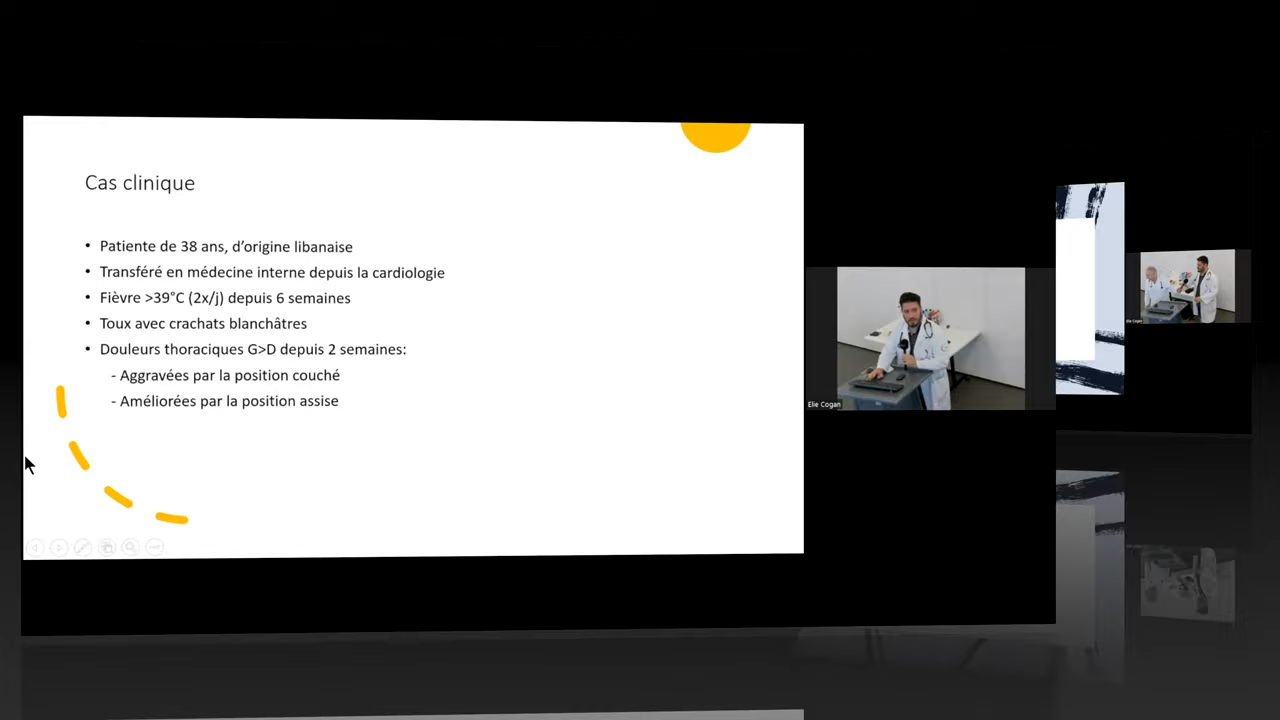 Cas clinique
• Patiente de 38 ans, d’origine libanaise
• Transféré en médecine interne depuis la cardiologie
• Fièvre >39°C (2x/j) depuis 6 semaines
• Toux avec crachats blanchâtres
• Douleurs thoraciques G>D depuis 2 semaines:
- Aggravées par la position couché
- Améliorées par la position assise
Elie Cogan
Elie Cogan